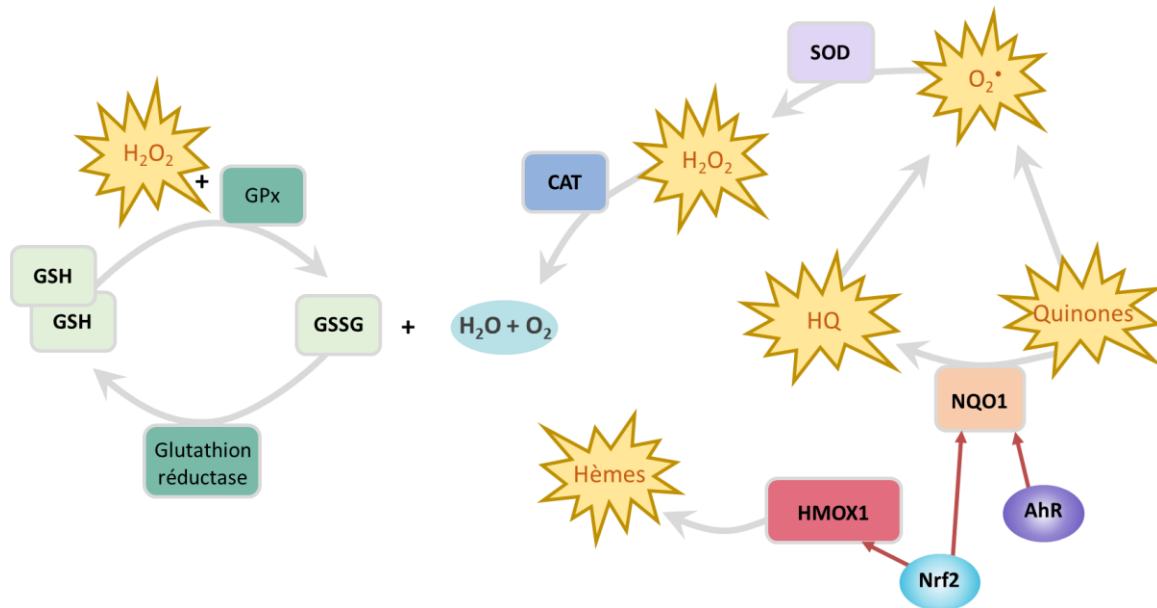 SOD
O₂•
H₂O₂
+
GPx
CAT
H₂O₂
GSH
GSH
GSSG
+
H₂O + O₂
HQ
Quinones
NQO1
Glutathion
réductase
Hèmes
HMOX1
AhR
Nrf2